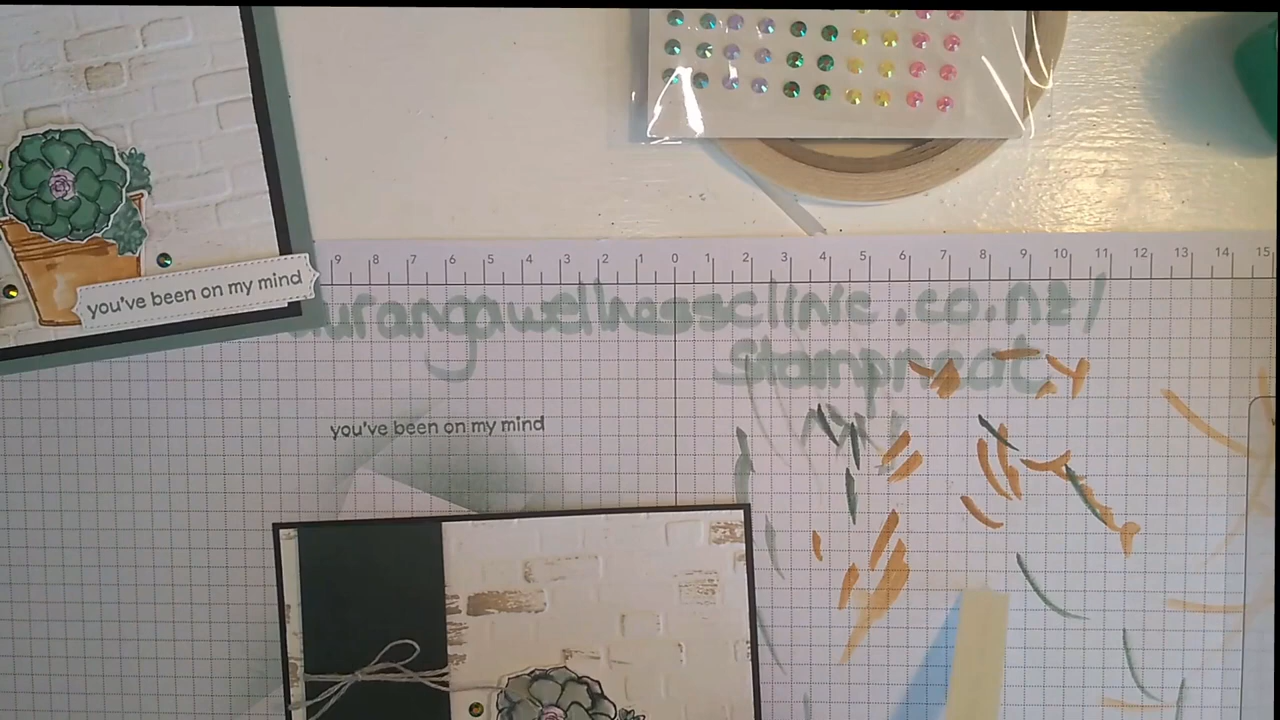 9 8 7 6 5 4 3 2 1 0 1 2 3 4 5 6 7 8 9 10 11 12 13 14 15
urangawellnessclinic.co.nz/
you've been on my mind
you've been on my mind